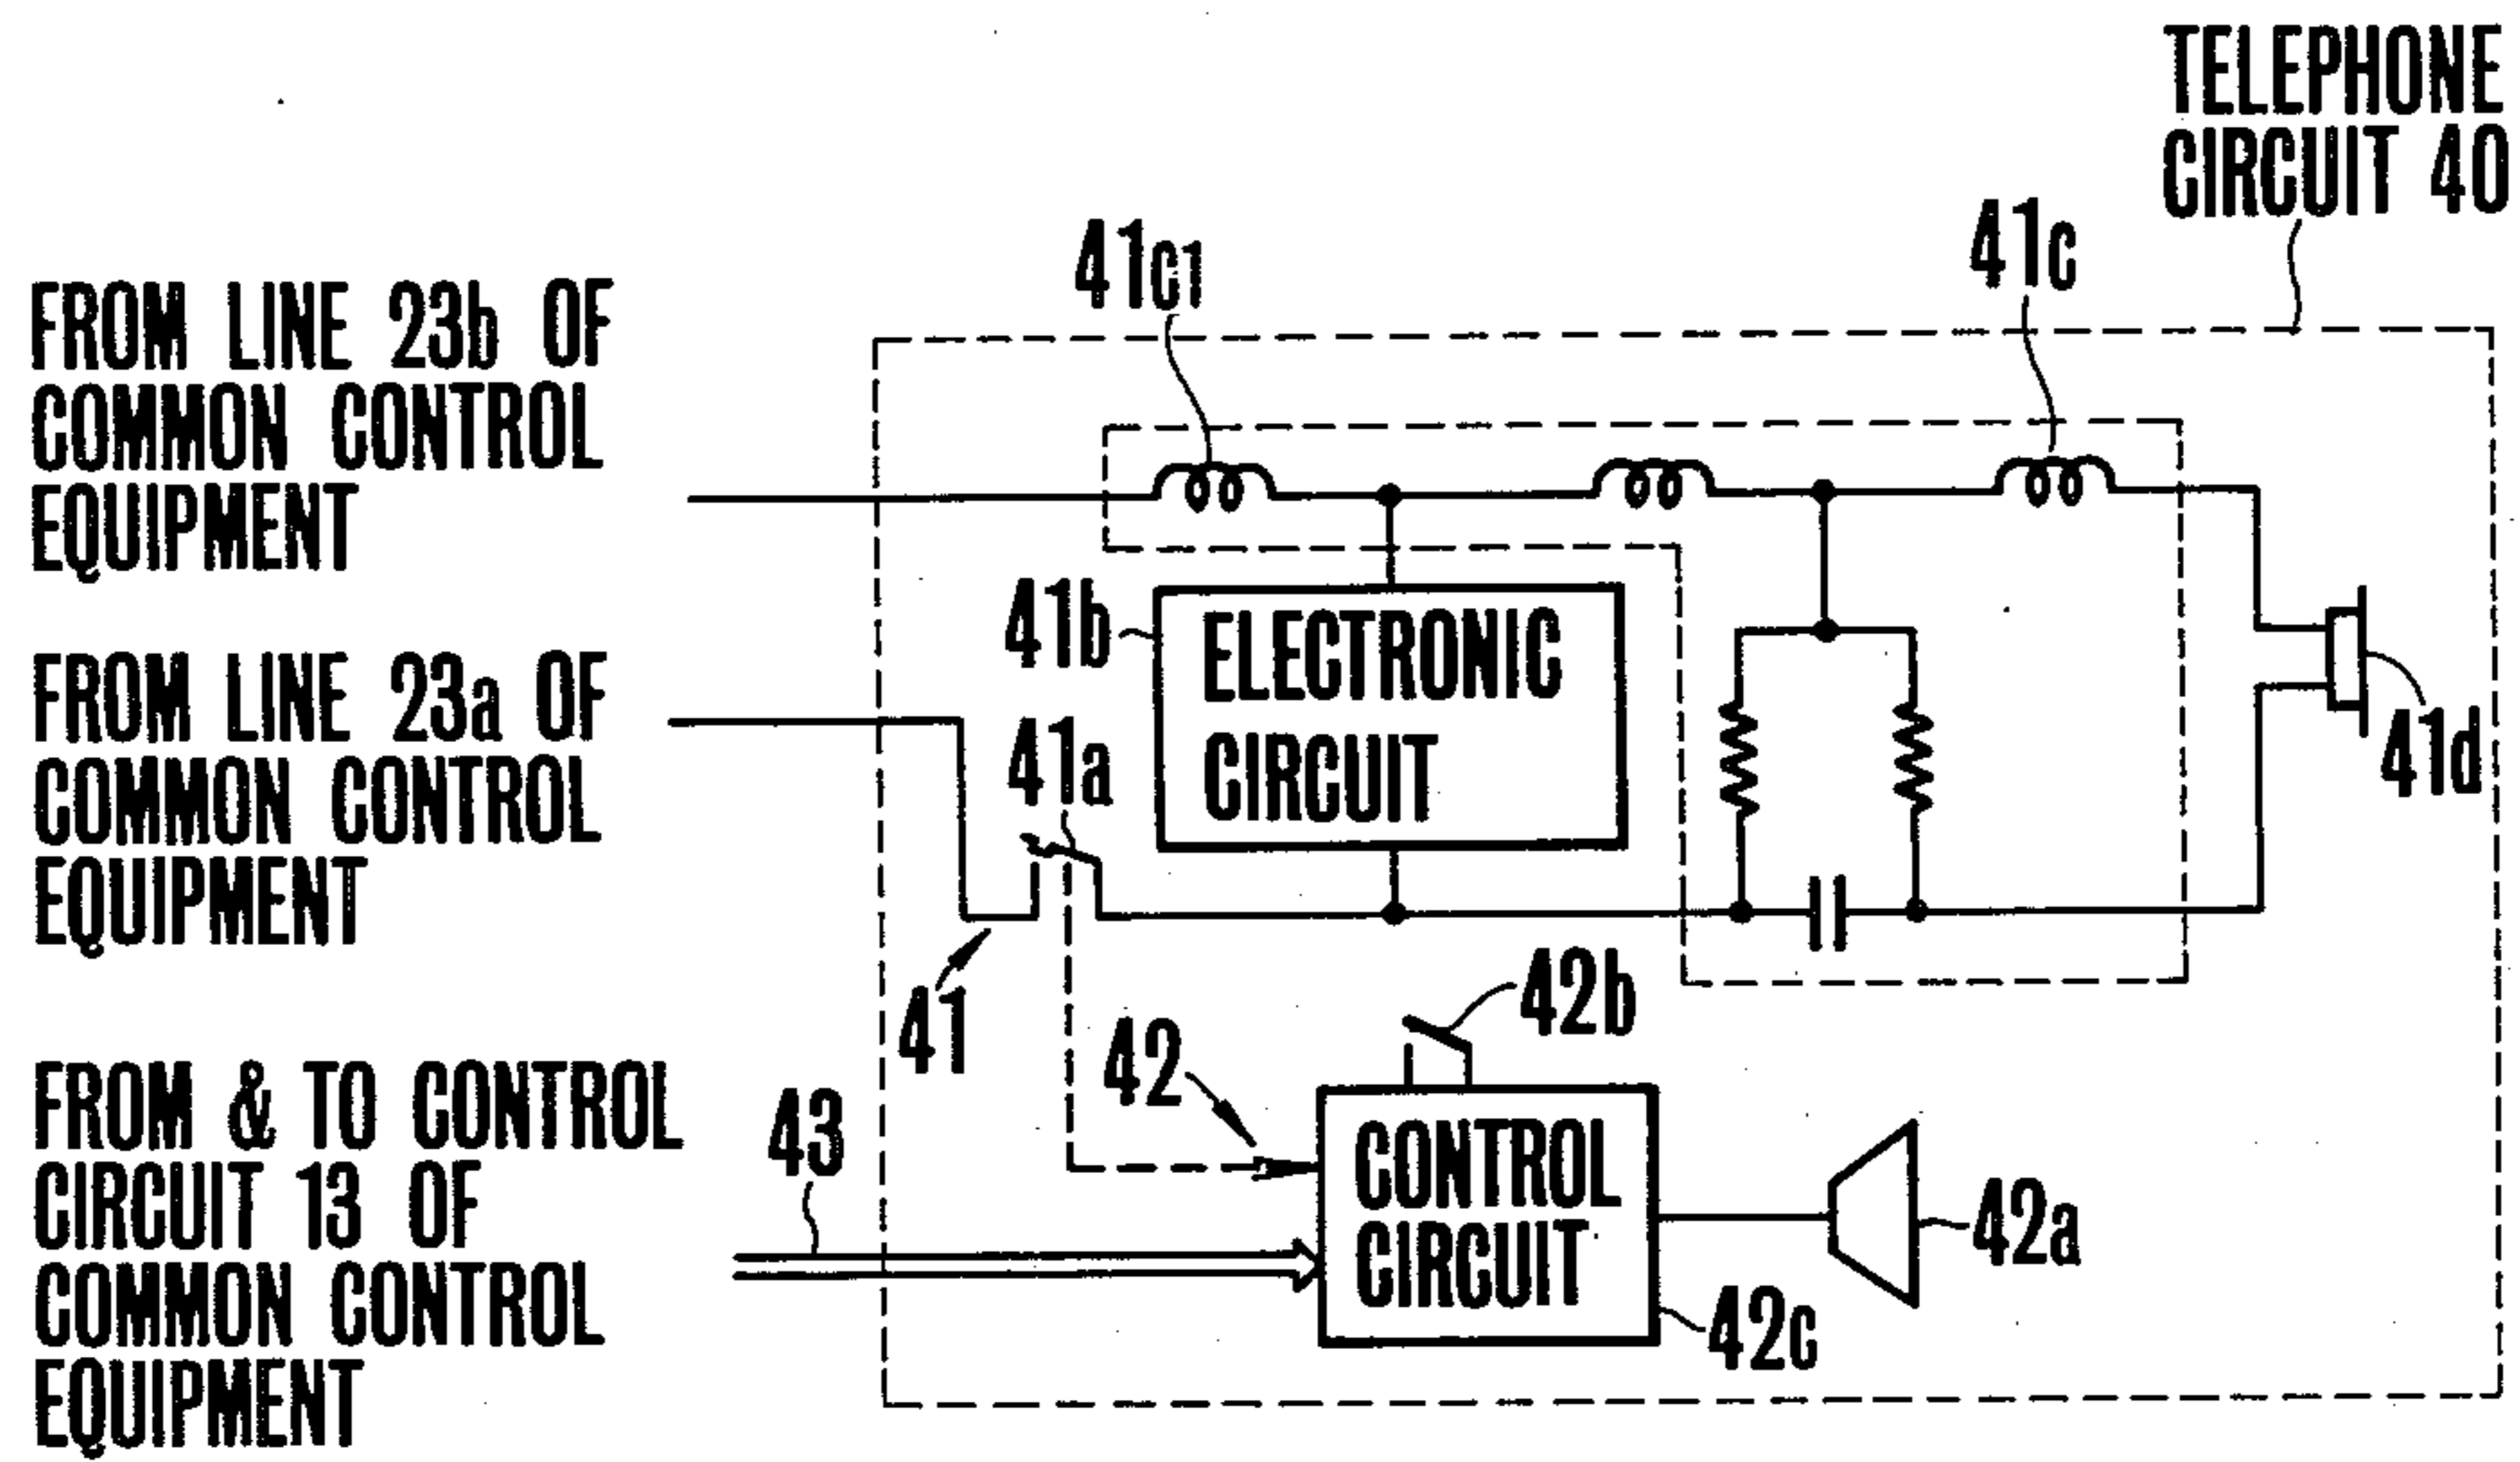 TELEPHONE
CIRCUIT 40
41c1
41c
FROM LINE 23b OF
COMMON CONTROL
EQUIPMENT
41b
ELECTRONIC
CIRCUIT
FROM LINE 23a OF
COMMON CONTROL
EQUIPMENT
41a
41d
41
42
42b
FROM & TO CONTROL
CIRCUIT 13 OF
COMMON CONTROL
EQUIPMENT
43
CONTROL
CIRCUIT
42a
42c